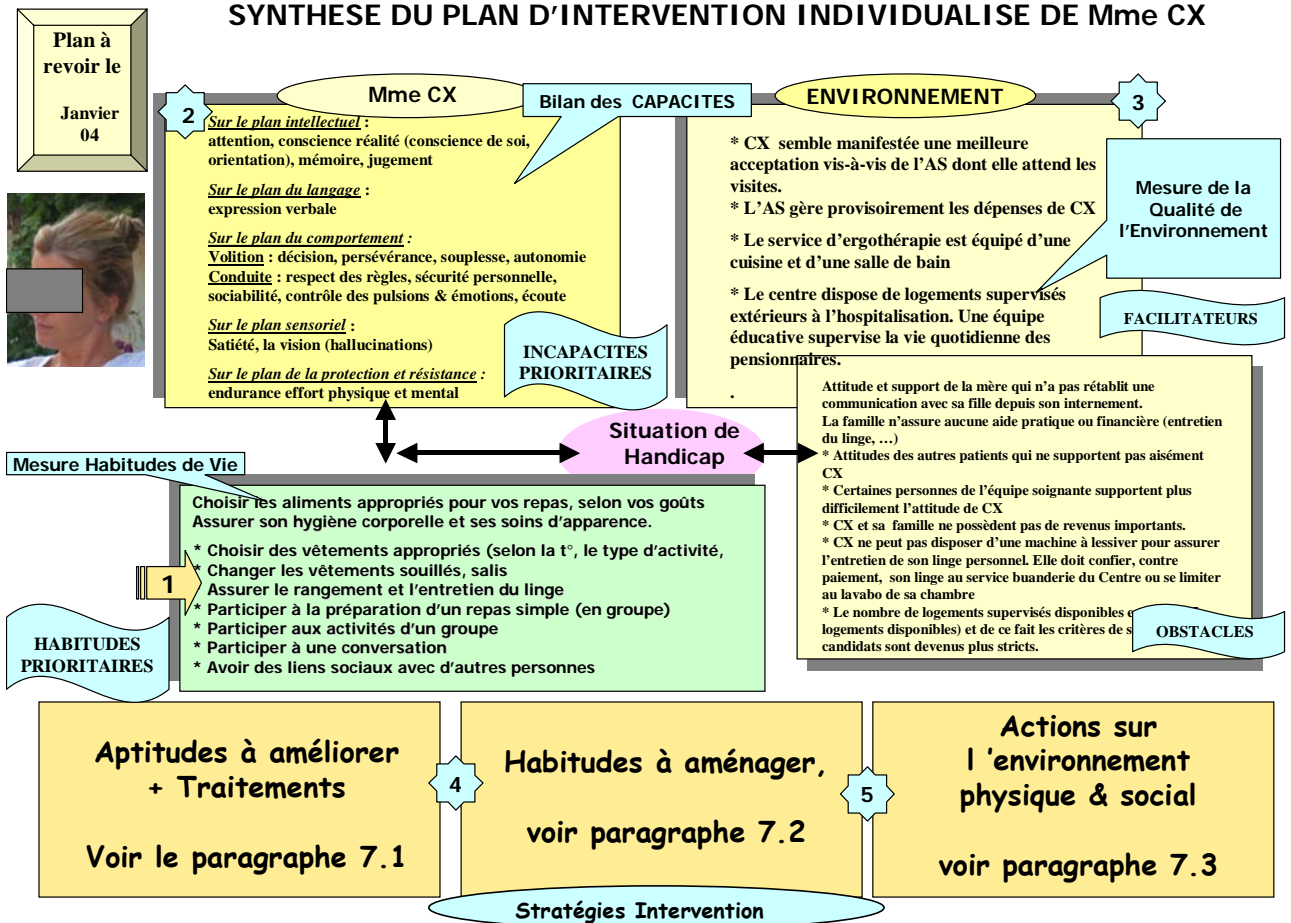 SYNTHESE DU PLAN D'INTERVENTION INDIVIDUALISE DE Mme CX
Plan à
revoir le
Janvier
04
2
Mme CX
Bilan des CAPACITES
Sur le plan intellectuel :
attention, conscience réalité (conscience de soi,
orientation), mémoire, jugement
Sur le plan du langage :
expression verbale
Sur le plan du comportement :
Volition : décision, persévérance, souplesse, autonomie
Conduite : respect des règles, sécurité personnelle,
sociabilité, contrôle des pulsions & émotions, écoute
Sur le plan sensoriel :
Satiété, la vision (hallucinations)
Sur le plan de la protection et résistance :
endurance effort physique et mental
INCAPACITES
PRIORITAIRES
ENVIRONNEMENT
3
* CX semble manifestée une meilleure
acceptation vis-à-vis de l'AS dont elle attend les
visites.
* L'AS gère provisoirement les dépenses de CX
* Le service d'ergothérapie est équipé d'une
cuisine et d'une salle de bain
* Le centre dispose de logements supervisés
extérieurs à l'hospitalisation. Une équipe
éducative supervise la vie quotidienne des
pensionnaires.
.
Mesure de la
Qualité de
l'Environnement
FACILITATEURS
Attitude et support de la mère qui n'a pas rétablit une
communication avec sa fille depuis son internement.
La famille n'assure aucune aide pratique ou financière (entretien
du linge, …)
* Attitudes des autres patients qui ne supportent pas aisément
CX
* Certaines personnes de l'équipe soignante supportent plus
difficilement l'attitude de CX
* CX et sa famille ne possèdent pas de revenus importants.
* CX ne peut pas disposer d'une machine à lessiver pour assurer
l'entretien de son linge personnel. Elle doit confier, contre
paiement, son linge au service buanderie du Centre ou se limiter
au lavabo de sa chambre
* Le nombre de logements supervisés disponibles
logements disponibles) et de ce fait les critères de
candidats sont devenus plus stricts.
OBSTACLES
Situation de
Handicap
Mesure Habitudes de Vie
Choisir les aliments appropriés pour vos repas, selon vos goûts
Assurer son hygiène corporelle et ses soins d'apparence.
* Choisir des vêtements appropriés (selon la t°, le type d'activité,
* Changer les vêtements souillés, salis
Assurer le rangement et l'entretien du linge
* Participer à la préparation d'un repas simple (en groupe)
* Participer aux activités d'un groupe
* Participer à une conversation
* Avoir des liens sociaux avec d'autres personnes
1
HABITUDES
PRIORITAIRES
Aptitudes à améliorer
+ Traitements
Voir le paragraphe 7.1
4
Habitudes à aménager,
voir paragraphe 7.2
5
Actions sur
l 'environnement
physique & social
voir paragraphe 7.3
Stratégies Intervention